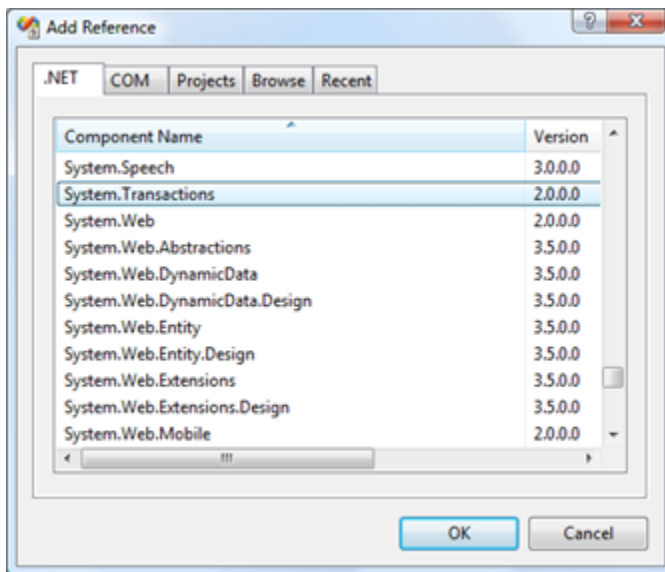 Add Reference
.NET COM Projects Browse Recent
Component Name Version
System.Speech 3.0.0.0
System.Transactions 2.0.0.0
System.Web 2.0.0.0
System.Web.Abstractions 3.5.0.0
System.Web.DynamicData 3.5.0.0
System.Web.DynamicData.Design 3.5.0.0
System.Web.Entity 3.5.0.0
System.Web.Entity.Design 3.5.0.0
System.Web.Extensions 3.5.0.0
System.Web.Extensions.Design 3.5.0.0
System.Web.Mobile 2.0.0.0
OK Cancel